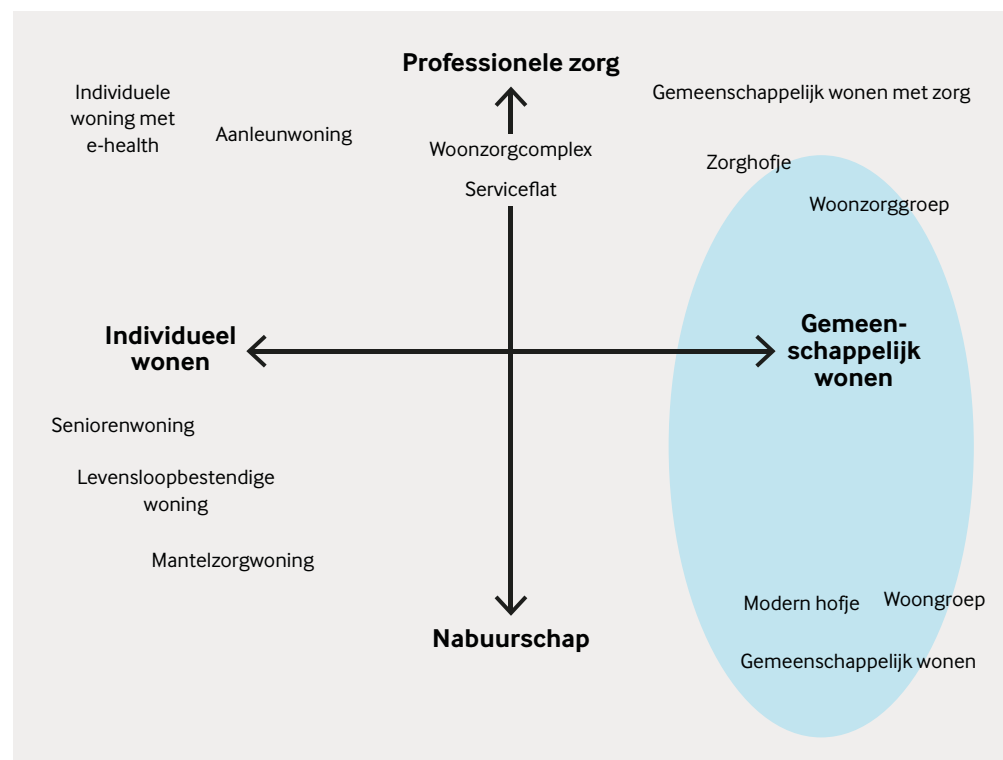 Professionele zorg
Individuele
woning met
e-health
Aanleunwoning
Woonzorgcomplex
Serviceflat
Gemeenschappelijk wonen met zorg
Zorghofje
Woonzorggroep
Individueel
wonen
Gemeen-
schappelijk
wonen
Seniorenwoning
Levensloopbestendige
woning
Mantelzorgwoning
Modern hofje
Woongroep
Gemeenschappelijk wonen
Nabuurschap